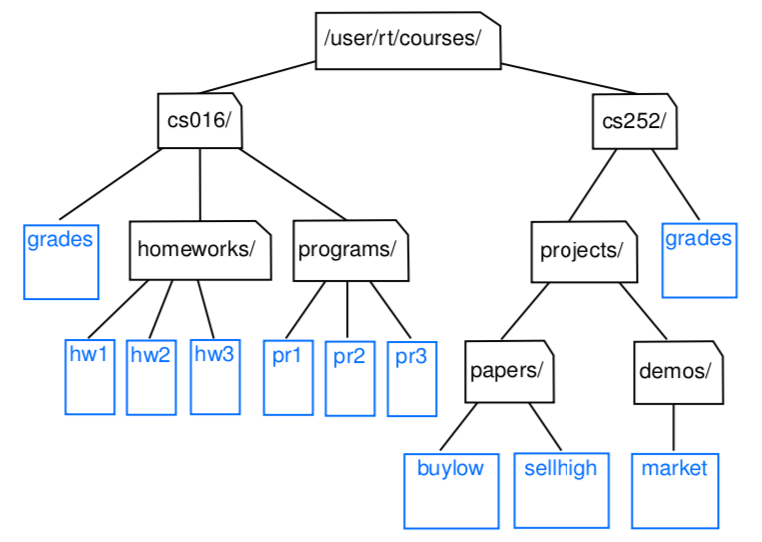 /user/rt/courses/
cs016/
cs252/
grades
homeworks/
programs/
projects/
grades
hw1
hw2
hw3
pr1
pr2
pr3
papers/
demos/
buylow
sellhigh
market